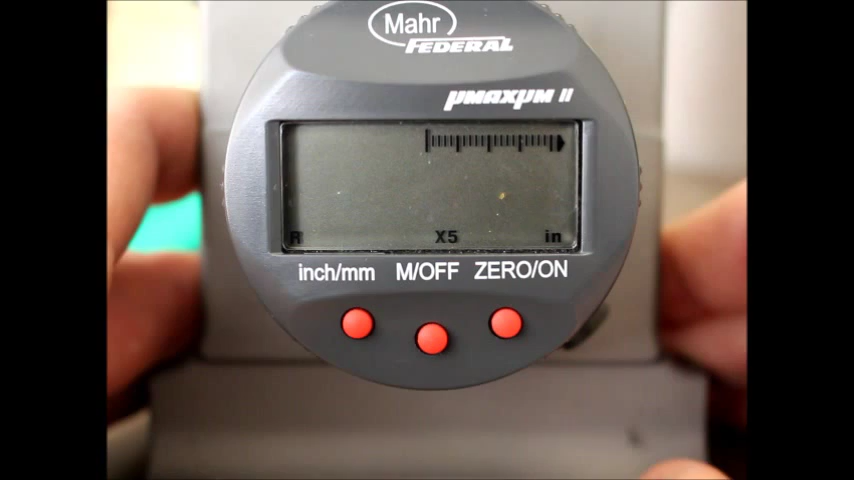 Mahr
FEDERAL
µMAXµM II
R X5 in
inch/mm M/OFF ZERO/ON